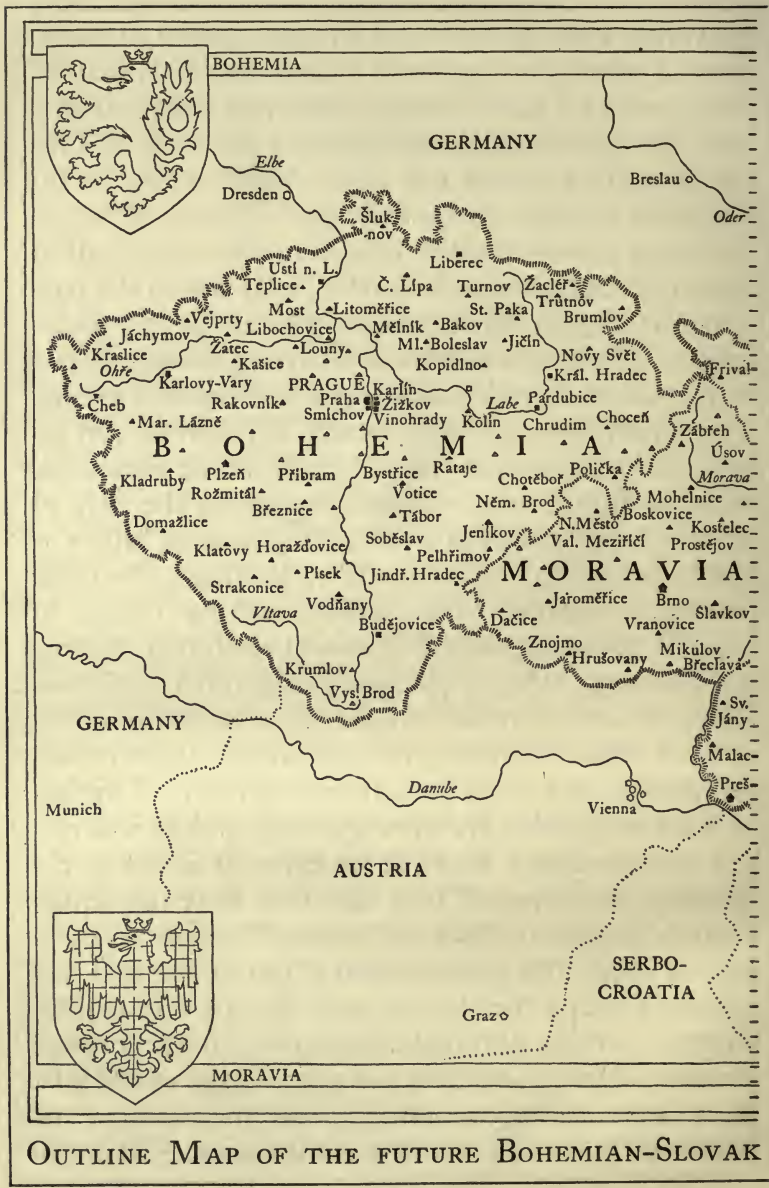 BOHEMIA
GERMANY
Elbe
Dresden
Breslau
Oder
Šluk-
nov
Liberec
Ústí n. L.
Teplice
Č. Lípa
Turnov
Žacléř
Trutnov
Most
Litoměřice
St. Paka
Brumlov
Vejprty
Jáchymov
Libochovice
Mělník
Bakov
Kraslice
Žatec
Louny
Ml. Boleslav
Jičín
Ohře
Kašice
Kopidlno
Novy Svět
Frival-
Karlovy-Vary
PRAGUE
Karlín
Král. Hradec
Cheb
Rakovník
Praha
Žižkov
Labe
Pardubice
Smíchov
Vinohrady
Kolín
Chrudim
Choceň
Mar. Lázně
Zábřeh
BOHEMIA
Úsov
Kladruby
Plzeň
Příbram
Bystřice
Rataje
Polička
Morava
Rožmitál
Votice
Chotěboř
Mohelnice
Březnice
Něm. Brod
Boskovice
Domažlice
Tábor
Jeníkov
N. Město
Kostelec
Klatovy
Horažďovice
Soběslav
Val. Meziříčí
Prostějov
Pelhřimov
Strakonice
Písek
Jindř. Hradec
MORAVIA
Vodňany
Jaroměřice
Brno
Slavkov
Vltava
Dačice
Vranovice
Budějovice
Znojmo
Mikulov
Krumlov
Hrušovany
Břeclava
Vys. Brod
Sv.
Jány
GERMANY
Malac-
Danube
Preš-
Munich
Vienna
AUSTRIA
SERBO-
CROATIA
Graz
MORAVIA
OUTLINE MAP OF THE FUTURE BOHEMIAN-SLOVAK